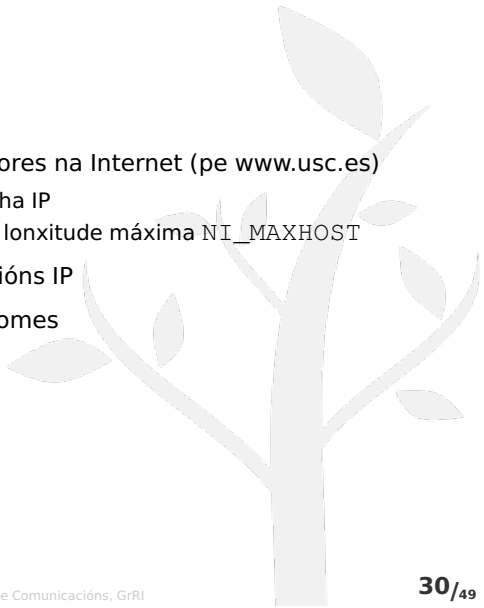 ores na Internet (pe www.usc.es)
ha IP
lonxitude máxima NI_MAXHOST
ións IP
omes
e Comunicacións, GrRI
30/49